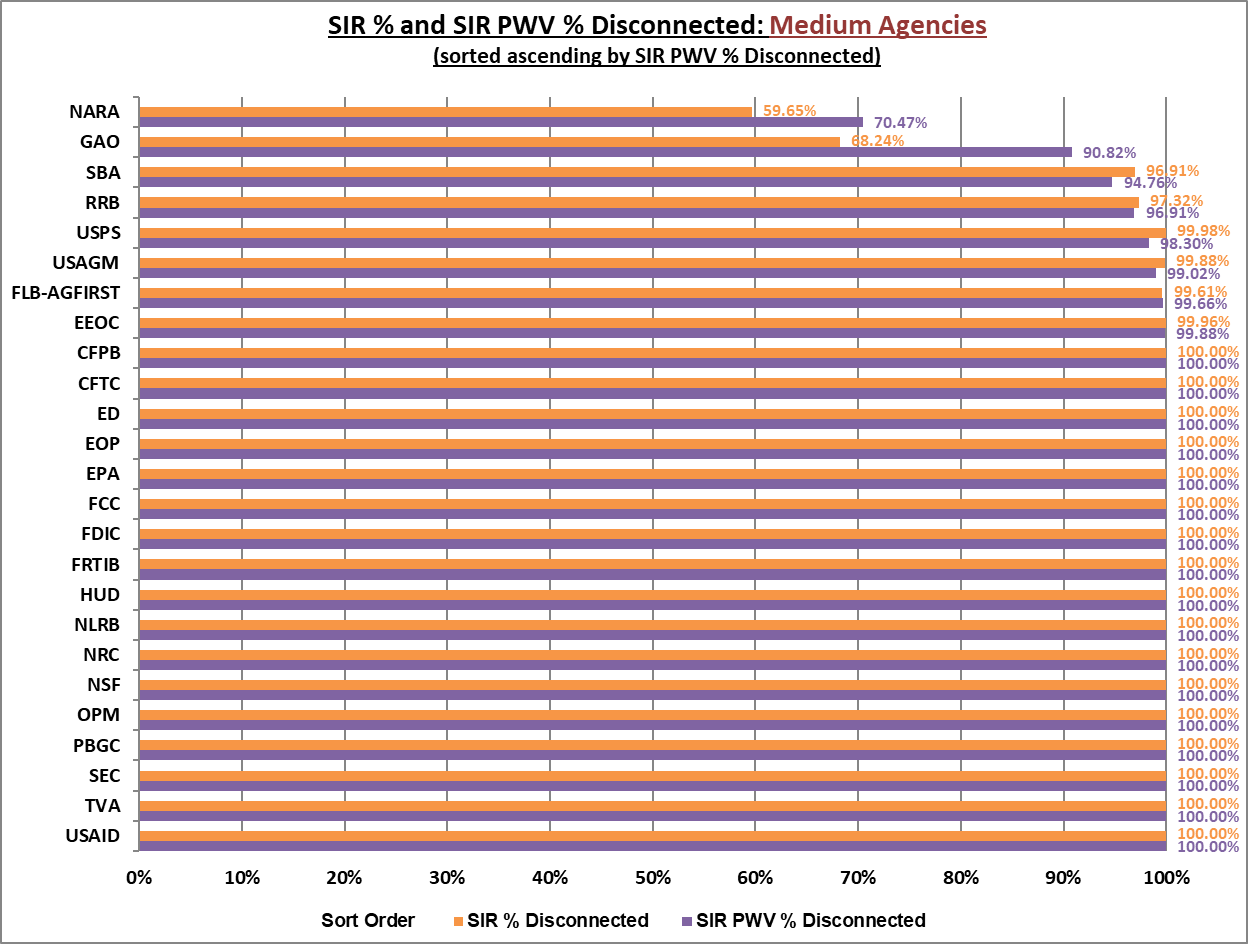 SIR % and SIR PWV % Disconnected: Medium Agencies
(sorted ascending by SIR PWV % Disconnected)
NARA
59.65%
70.47%
GAO
68.24%
90.82%
SBA
96.91%
94.76%
RRB
97.32%
96.91%
USPS
99.98%
98.30%
USAGM
99.88%
99.02%
FLB-AGFIRST
99.61%
99.66%
EEOC
99.96%
99.88%
CFPB
100.00%
100.00%
CFTC
100.00%
100.00%
ED
100.00%
100.00%
EOP
100.00%
100.00%
EPA
100.00%
100.00%
FCC
100.00%
100.00%
FDIC
100.00%
100.00%
FRTIB
100.00%
100.00%
HUD
100.00%
100.00%
NLRB
100.00%
100.00%
NRC
100.00%
100.00%
NSF
100.00%
100.00%
OPM
100.00%
100.00%
PBGC
100.00%
100.00%
SEC
100.00%
100.00%
TVA
100.00%
100.00%
USAID
100.00%
100.00%
0% 10% 20% 30% 40% 50% 60% 70% 80% 90% 100%
Sort Order SIR % Disconnected SIR PWV % Disconnected